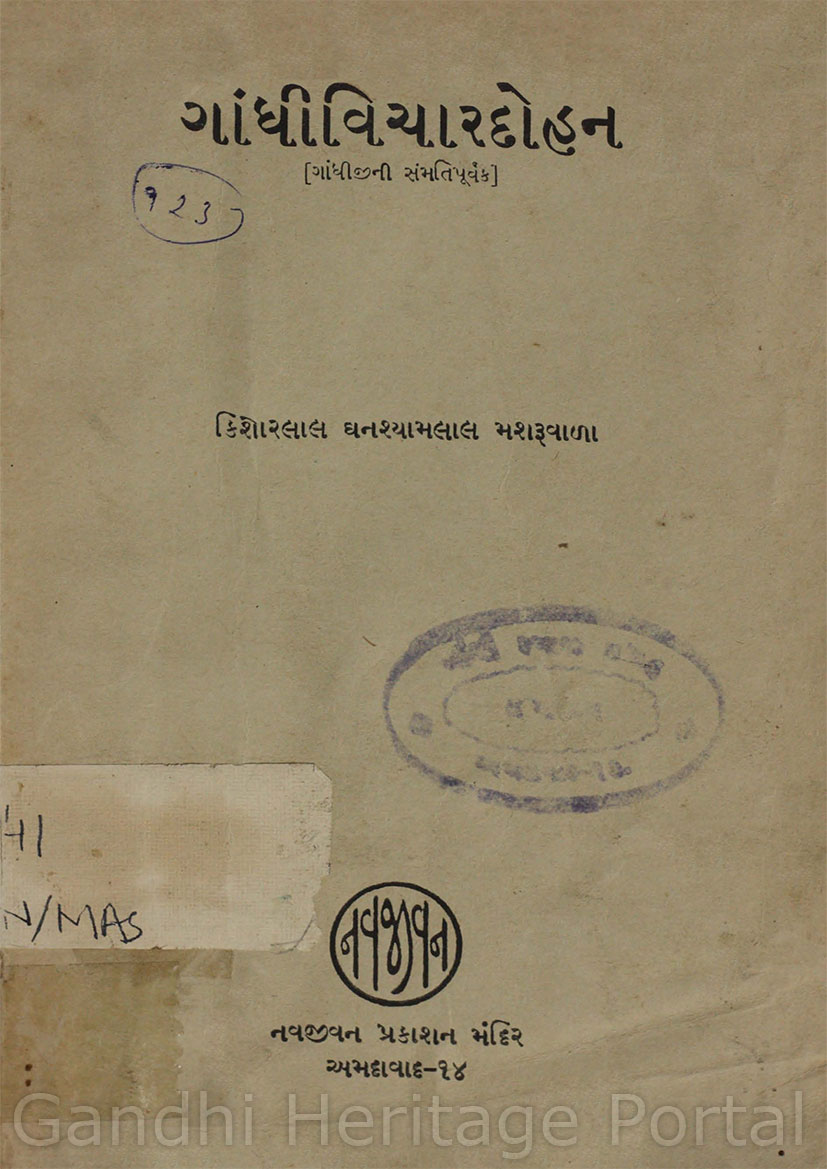 ગાંધીવિચારદોહન
[ગાંધીજીની સંમતિપૂર્વક]
૧૨૩
કિશોરલાલ ઘનશ્યામલાલ મશરૂવાળા
N/MAS
નવજીવન
નવજીવન પ્રકાશન મંદિર
અમદાવાદ-૧૪
Gandhi Heritage Portal